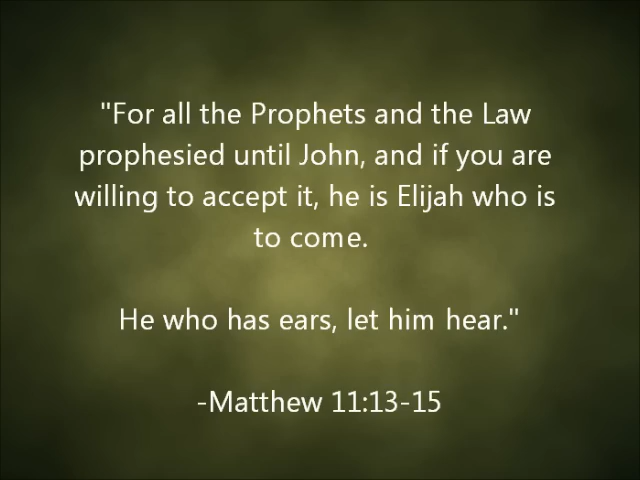 "For all the Prophets and the Law
prophesied until John, and if you are
willing to accept it, he is Elijah who is
to come.
He who has ears, let him hear."
-Matthew 11:13-15